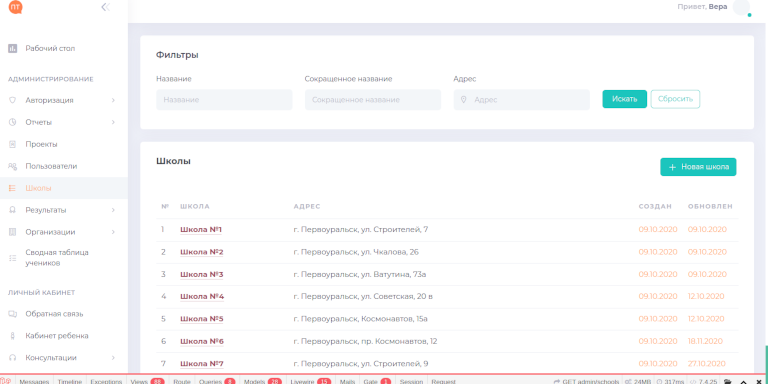 ПТ
Привет, Вера
Рабочий стол
АДМИНИСТРИРОВАНИЕ
Авторизация
Отчеты
Проекты
Пользователи
Школы
Результаты
Организации
Сводная таблица
учеников
ЛИЧНЫЙ КАБИНЕТ
Обратная связь
Кабинет ребенка
Консультации
Фильтры
Название Сокращенное название Адрес
Название Сокращенное название Адрес Искать Сбросить
Школы
+ Новая школа
№ ШКОЛА АДРЕС СОЗДАН ОБНОВЛЕН
1 Школа №1 г. Первоуральск, ул. Строителей, 7 09.10.2020 09.10.2020
2 Школа №2 г. Первоуральск, ул. Чкалова, 26 09.10.2020 09.10.2020
3 Школа №3 г. Первоуральск, ул. Ватутина, 73а 09.10.2020 09.10.2020
4 Школа №4 г. Первоуральск, ул. Советская, 20 в 09.10.2020 12.10.2020
5 Школа №5 г. Первоуральск, Космонавтов, 15а 09.10.2020 12.10.2020
6 Школа №6 г. Первоуральск, пр. Космонавтов, 12 09.10.2020 18.11.2020
7 Школа №7 г. Первоуральск, ул. Строителей, 9 09.10.2020 27.10.2020
Messages Timeline Exceptions Views 88 Route Queries 8 Models 28 Livewire 15 Mails Gate 1 Session Request GET admin/schools 24MB 317ms 7.4.25